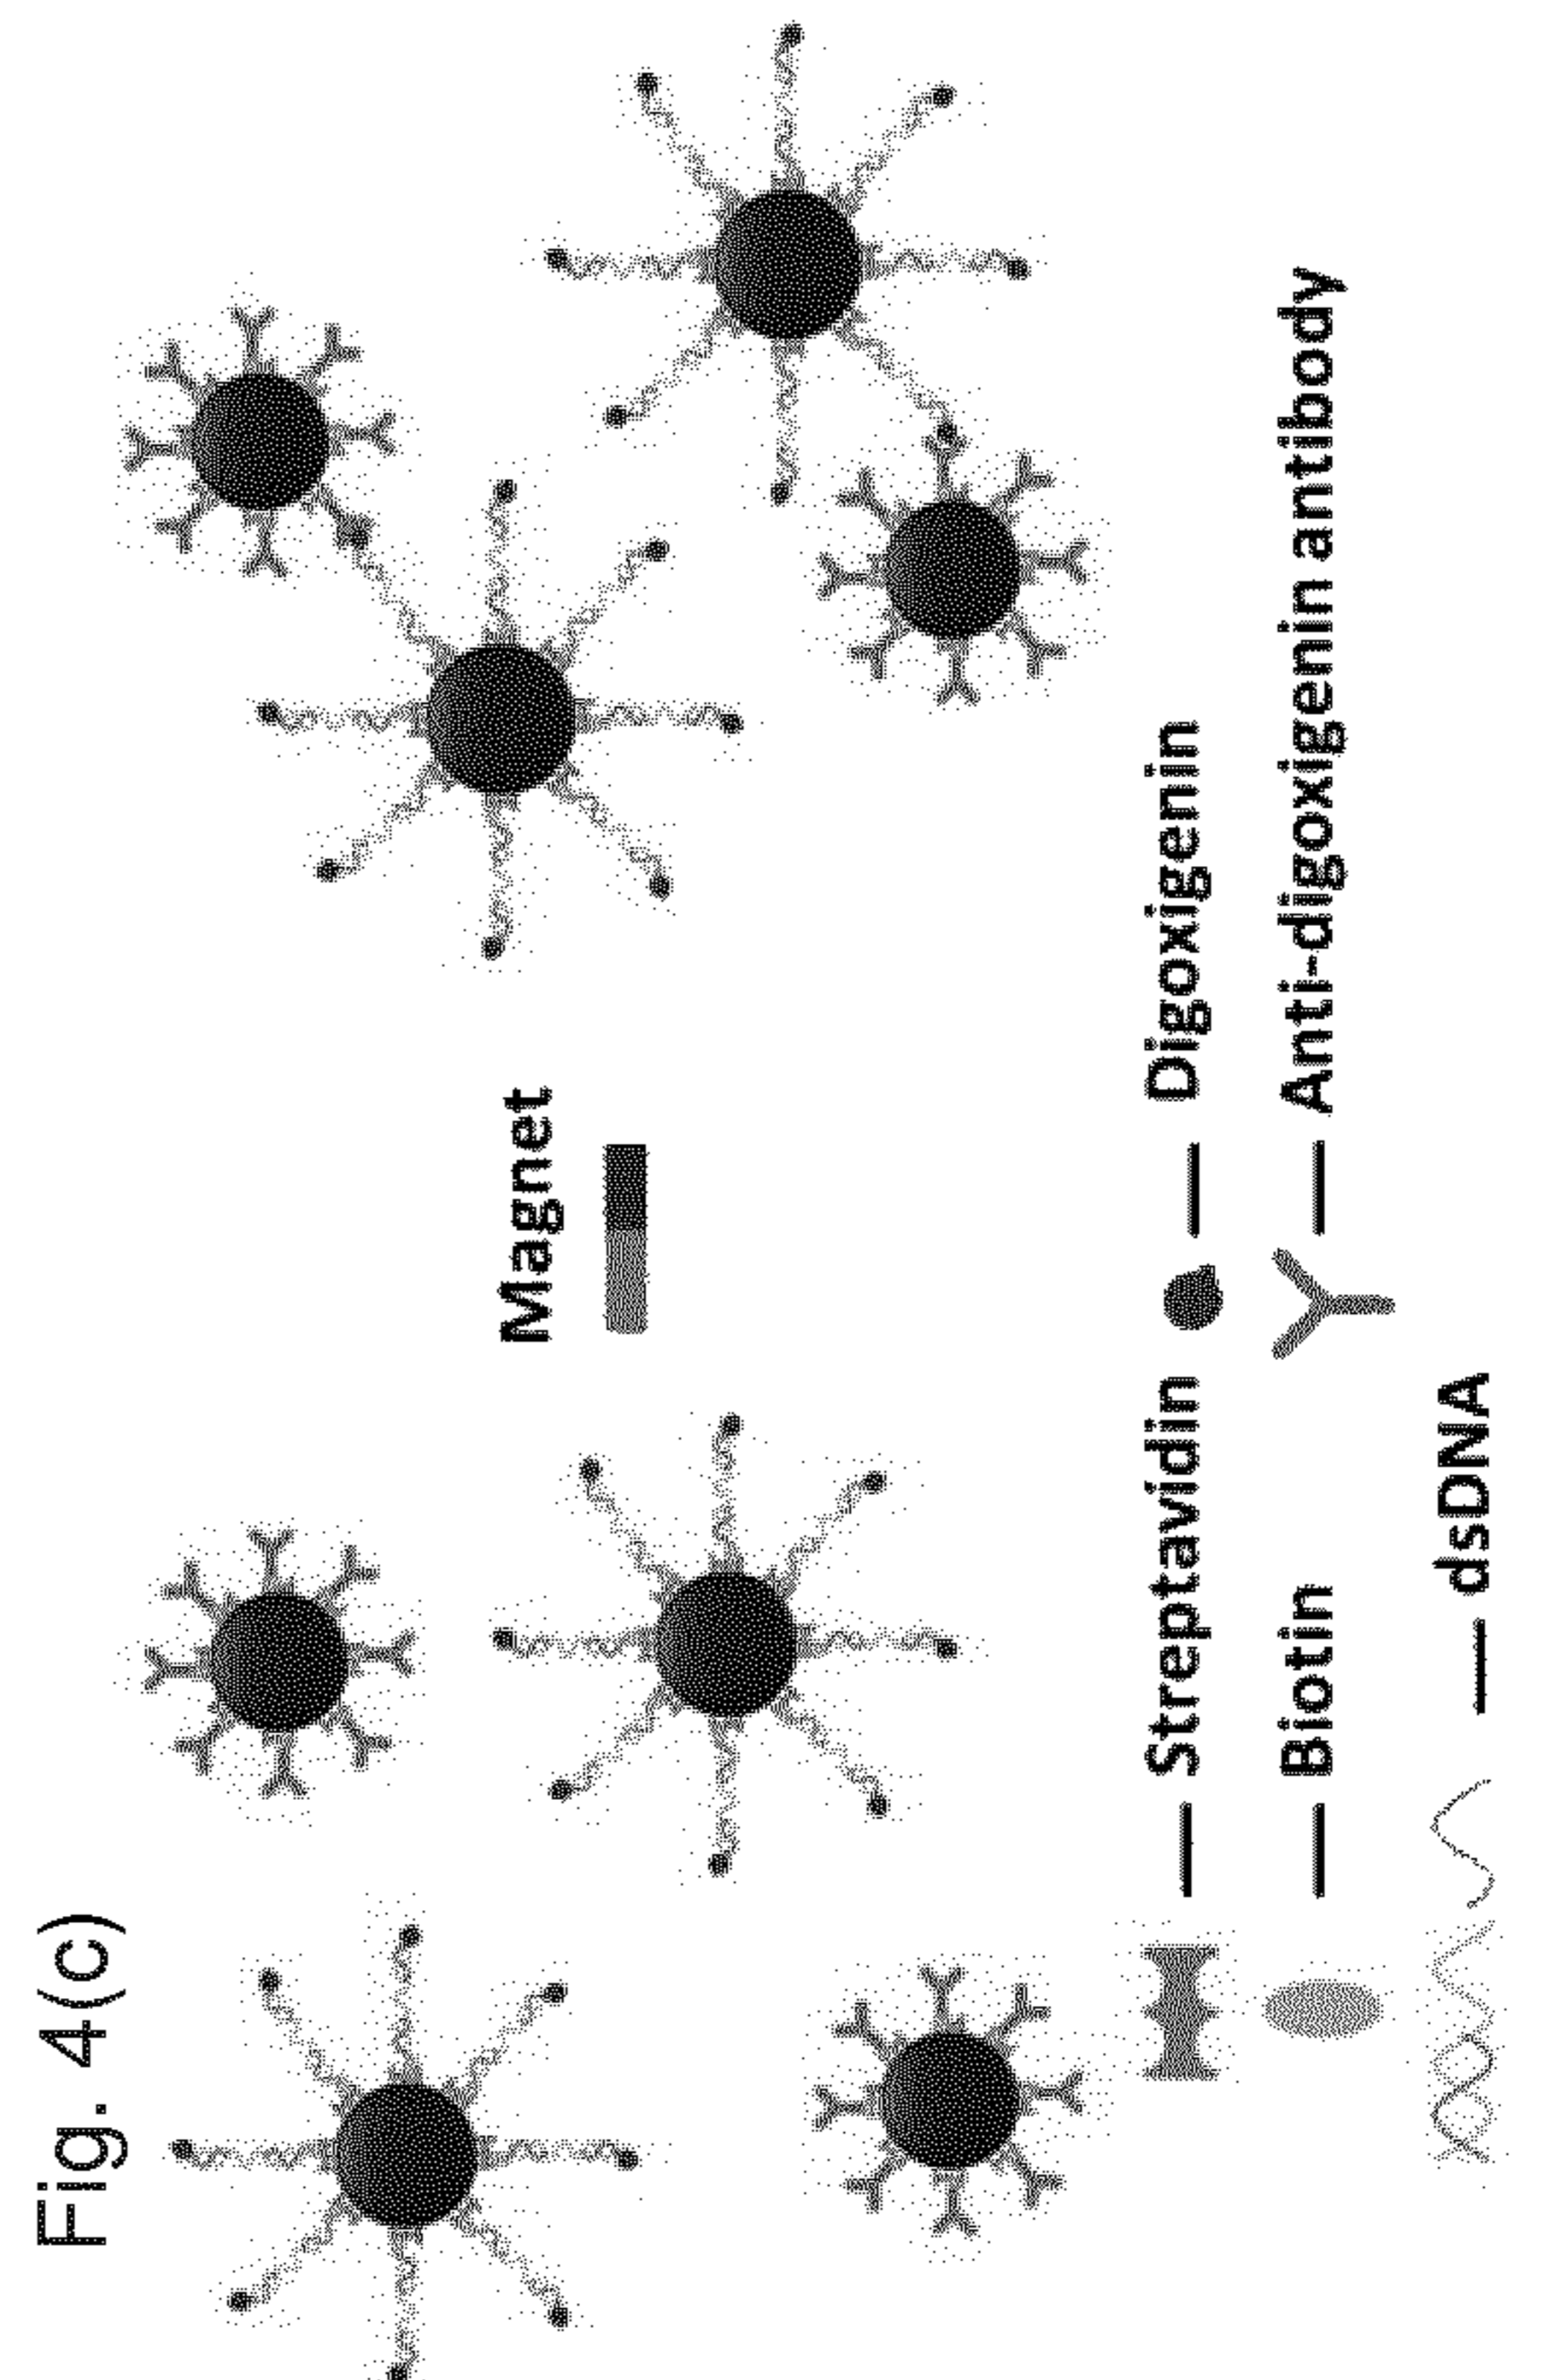 Fig. 4(c)
Magnet
Streptavidin
Digoxigenin
Biotin
Anti-digoxigenin antibody
dsDNA